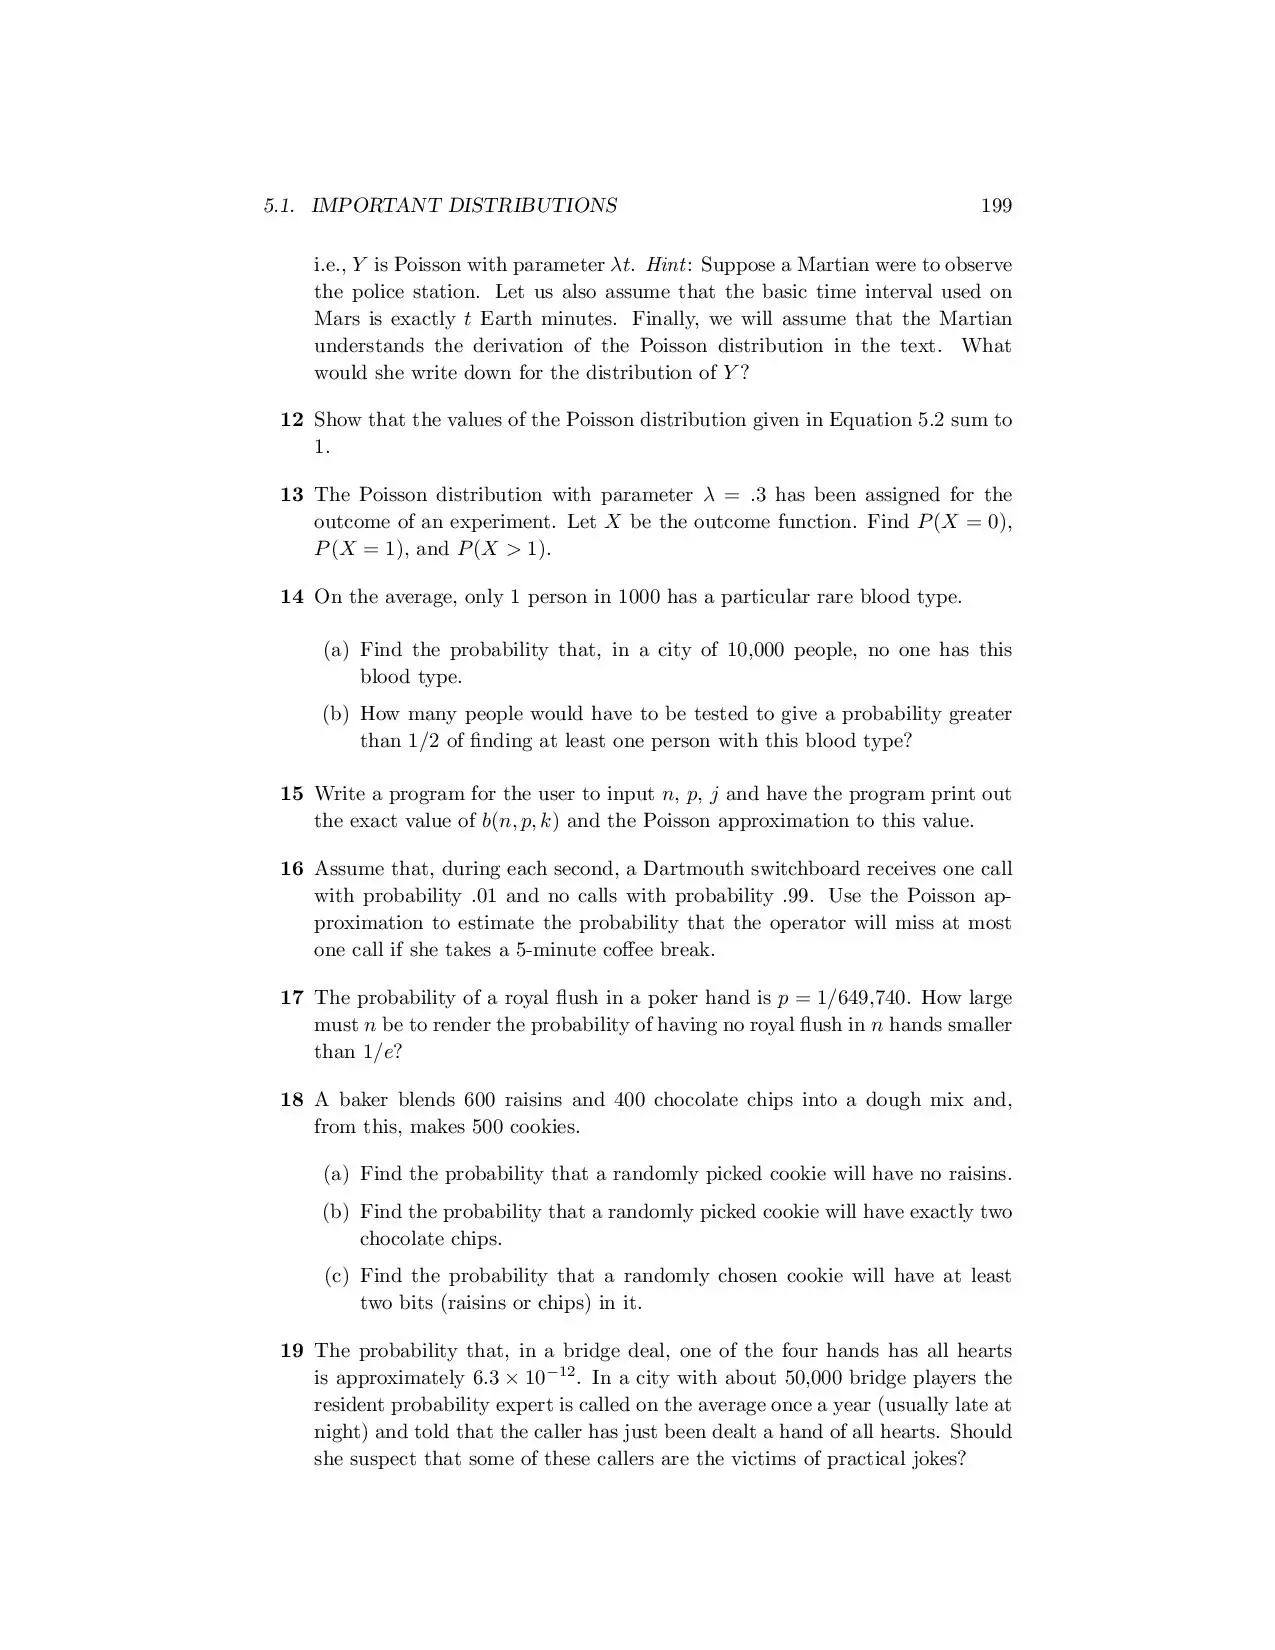 5.1. IMPORTANT DISTRIBUTIONS 199
i.e., Y is Poisson with parameter λt. Hint: Suppose a Martian were to observe
the police station. Let us also assume that the basic time interval used on
Mars is exactly t Earth minutes. Finally, we will assume that the Martian
understands the derivation of the Poisson distribution in the text. What
would she write down for the distribution of Y?
12 Show that the values of the Poisson distribution given in Equation 5.2 sum to
1.
13 The Poisson distribution with parameter λ = .3 has been assigned for the
outcome of an experiment. Let X be the outcome function. Find P(X = 0),
P(X = 1), and P(X > 1).
14 On the average, only 1 person in 1000 has a particular rare blood type.
(a) Find the probability that, in a city of 10,000 people, no one has this
blood type.
(b) How many people would have to be tested to give a probability greater
than 1/2 of finding at least one person with this blood type?
15 Write a program for the user to input n, p, j and have the program print out
the exact value of b(n, p, k) and the Poisson approximation to this value.
16 Assume that, during each second, a Dartmouth switchboard receives one call
with probability .01 and no calls with probability .99. Use the Poisson ap-
proximation to estimate the probability that the operator will miss at most
one call if she takes a 5-minute coffee break.
17 The probability of a royal flush in a poker hand is p = 1/649,740. How large
must n be to render the probability of having no royal flush in n hands smaller
than 1/e?
18 A baker blends 600 raisins and 400 chocolate chips into a dough mix and,
from this, makes 500 cookies.
(a) Find the probability that a randomly picked cookie will have no raisins.
(b) Find the probability that a randomly picked cookie will have exactly two
chocolate chips.
(c) Find the probability that a randomly chosen cookie will have at least
two bits (raisins or chips) in it.
19 The probability that, in a bridge deal, one of the four hands has all hearts
is approximately 6.3 × 10⁻¹². In a city with about 50,000 bridge players the
resident probability expert is called on the average once a year (usually late at
night) and told that the caller has just been dealt a hand of all hearts. Should
she suspect that some of these callers are the victims of practical jokes?